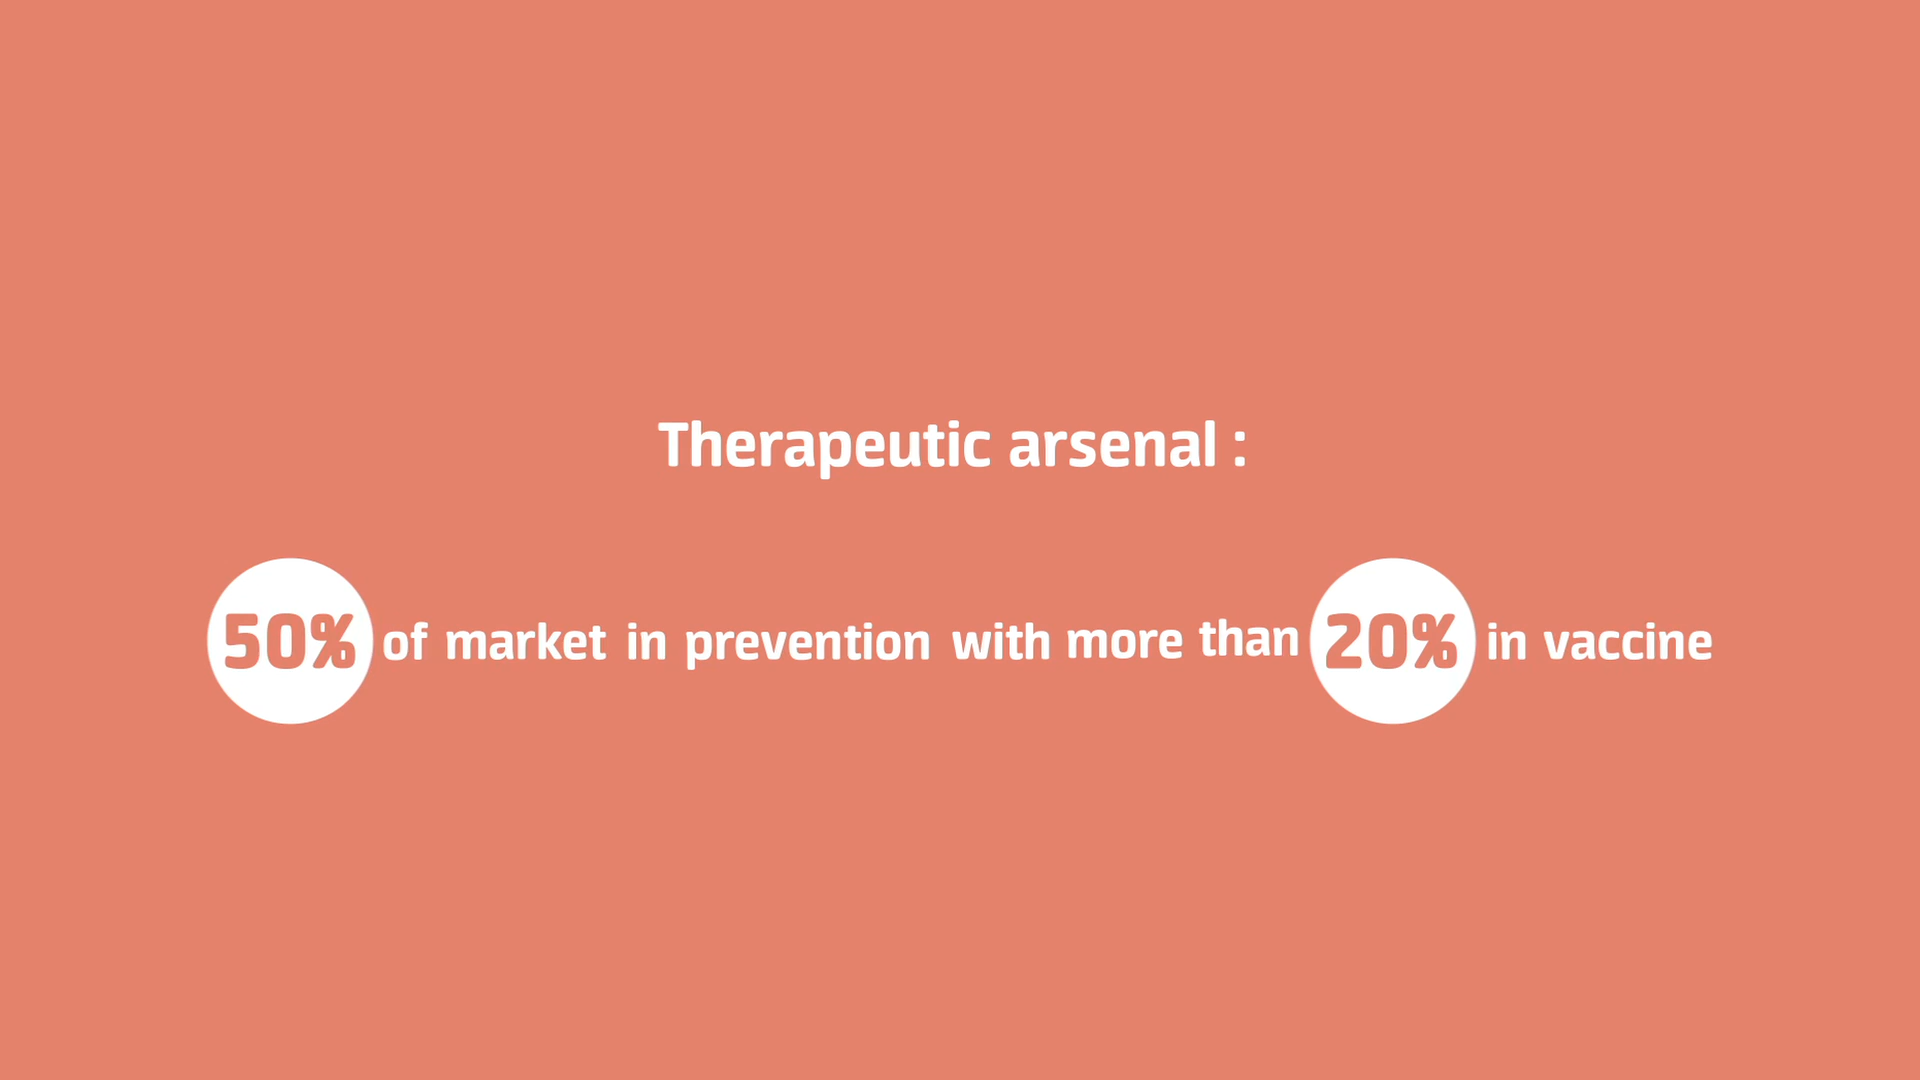 Therapeutic arsenal :
50% of market in prevention with more than 20% in vaccine